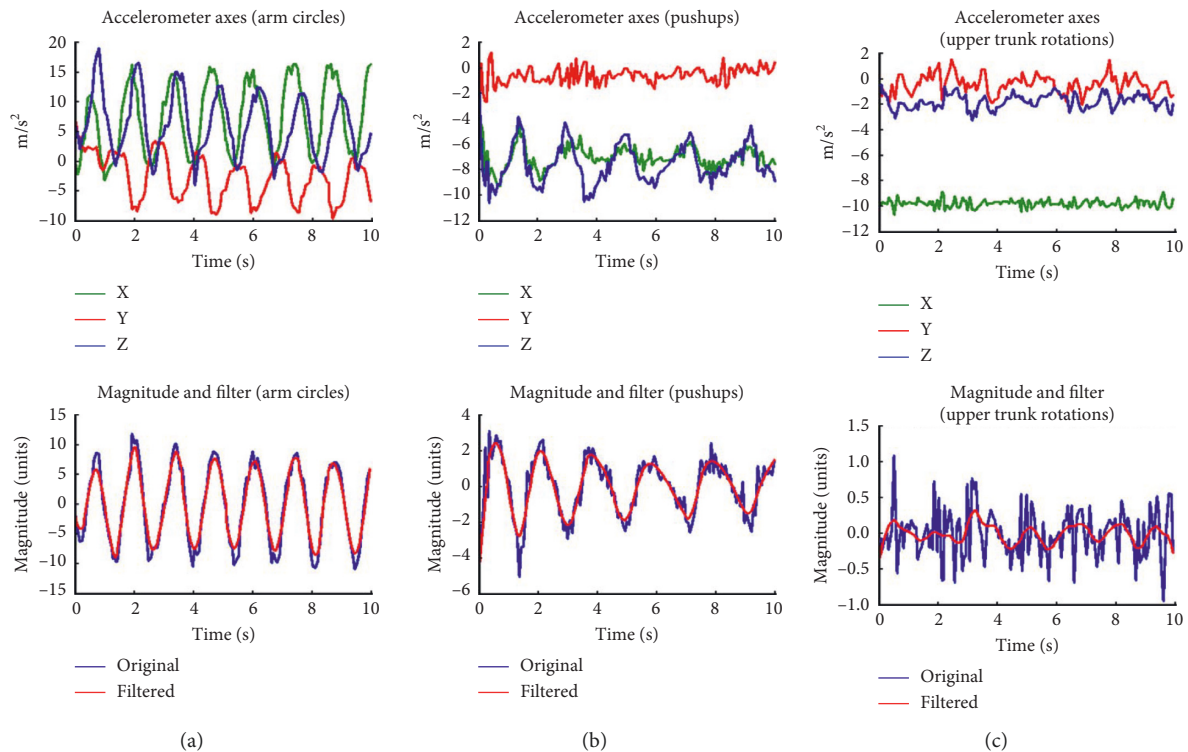 Accelerometer axes (arm circles)
20
15
10
5
0
−5
−10
m/s²
0 2 4 6 8 10
Time (s)
X
Y
Z
Magnitude and filter (arm circles)
15
10
5
0
−5
−10
−15
Magnitude (units)
0 2 4 6 8 10
Time (s)
Original
Filtered
(a)
Accelerometer axes (pushups)
2
0
−2
−4
−6
−8
−10
−12
m/s²
0 2 4 6 8 10
Time (s)
X
Y
Z
Magnitude and filter (pushups)
4
2
0
−2
−4
−6
Magnitude (units)
0 2 4 6 8 10
Time (s)
Original
Filtered
(b)
Accelerometer axes
(upper trunk rotations)
2
0
−2
−4
−6
−8
−10
−12
m/s²
0 2 4 6 8 10
Time (s)
X
Y
Z
Magnitude and filter
(upper trunk rotations)
1.5
1.0
0.5
0.0
−0.5
−1.0
Magnitude (units)
0 2 4 6 8 10
Time (s)
Original
Filtered
(c)